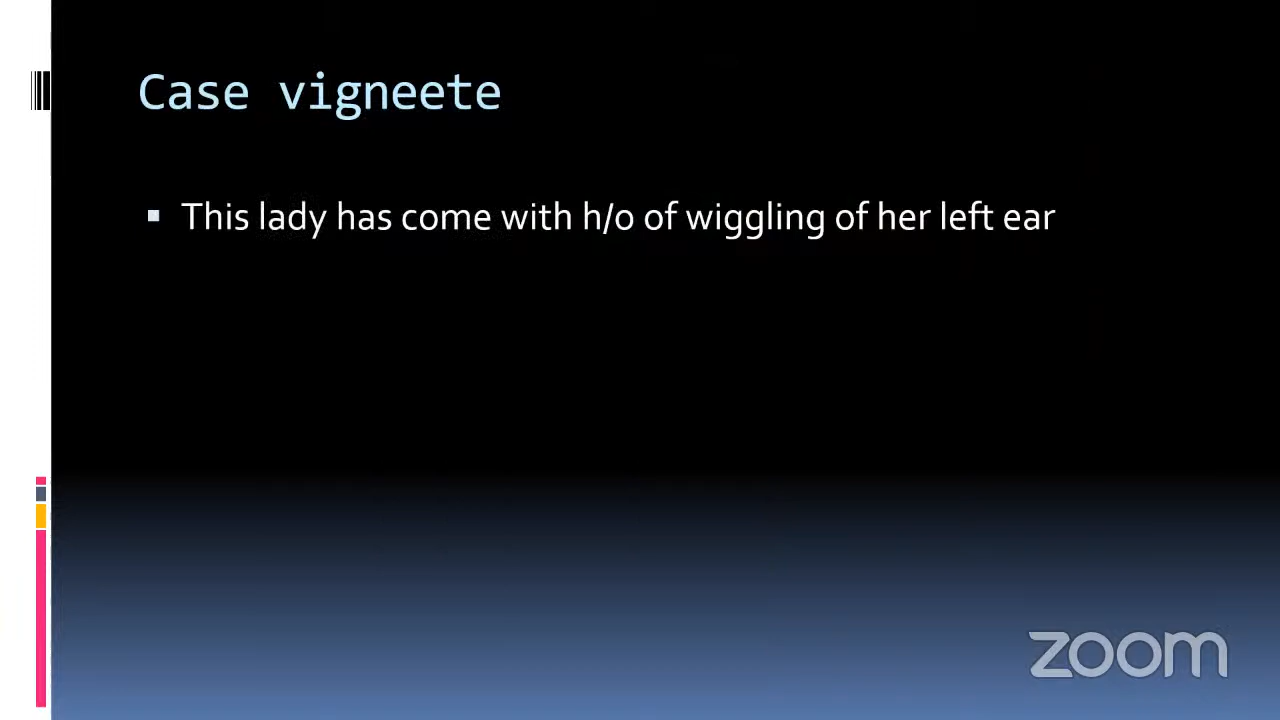 Case vigneete
This lady has come with h/o of wiggling of her left ear
zoom